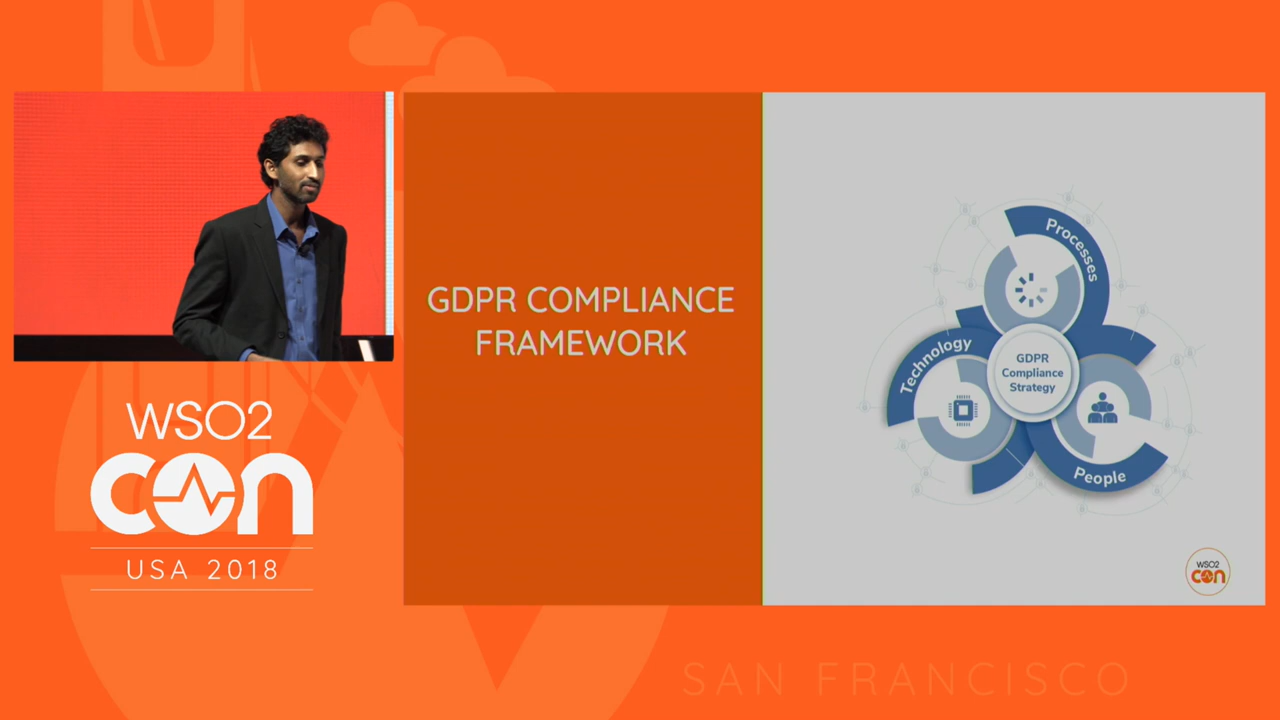 WSO2
CON
USA 2018
GDPR COMPLIANCE
FRAMEWORK
Processes
Technology
GDPR
Compliance
Strategy
People
WSO2
CON
SAN FRANCISCO